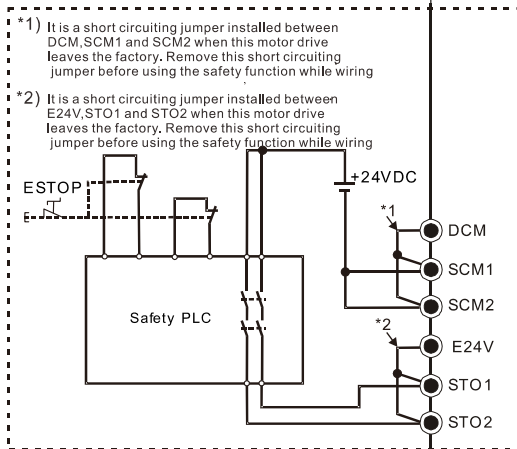 *1) It is a short circuiting jumper installed between
DCM,SCM1 and SCM2 when this motor drive
leaves the factory. Remove this short circuiting
jumper before using the safety function while wiring
*2) It is a short circuiting jumper installed between
E24V,STO1 and STO2 when this motor drive
leaves the factory. Remove this short circuiting
jumper before using the safety function while wiring
ESTOP
+24VDC
*1
DCM
SCM1
SCM2
Safety PLC
*2
E24V
STO1
STO2